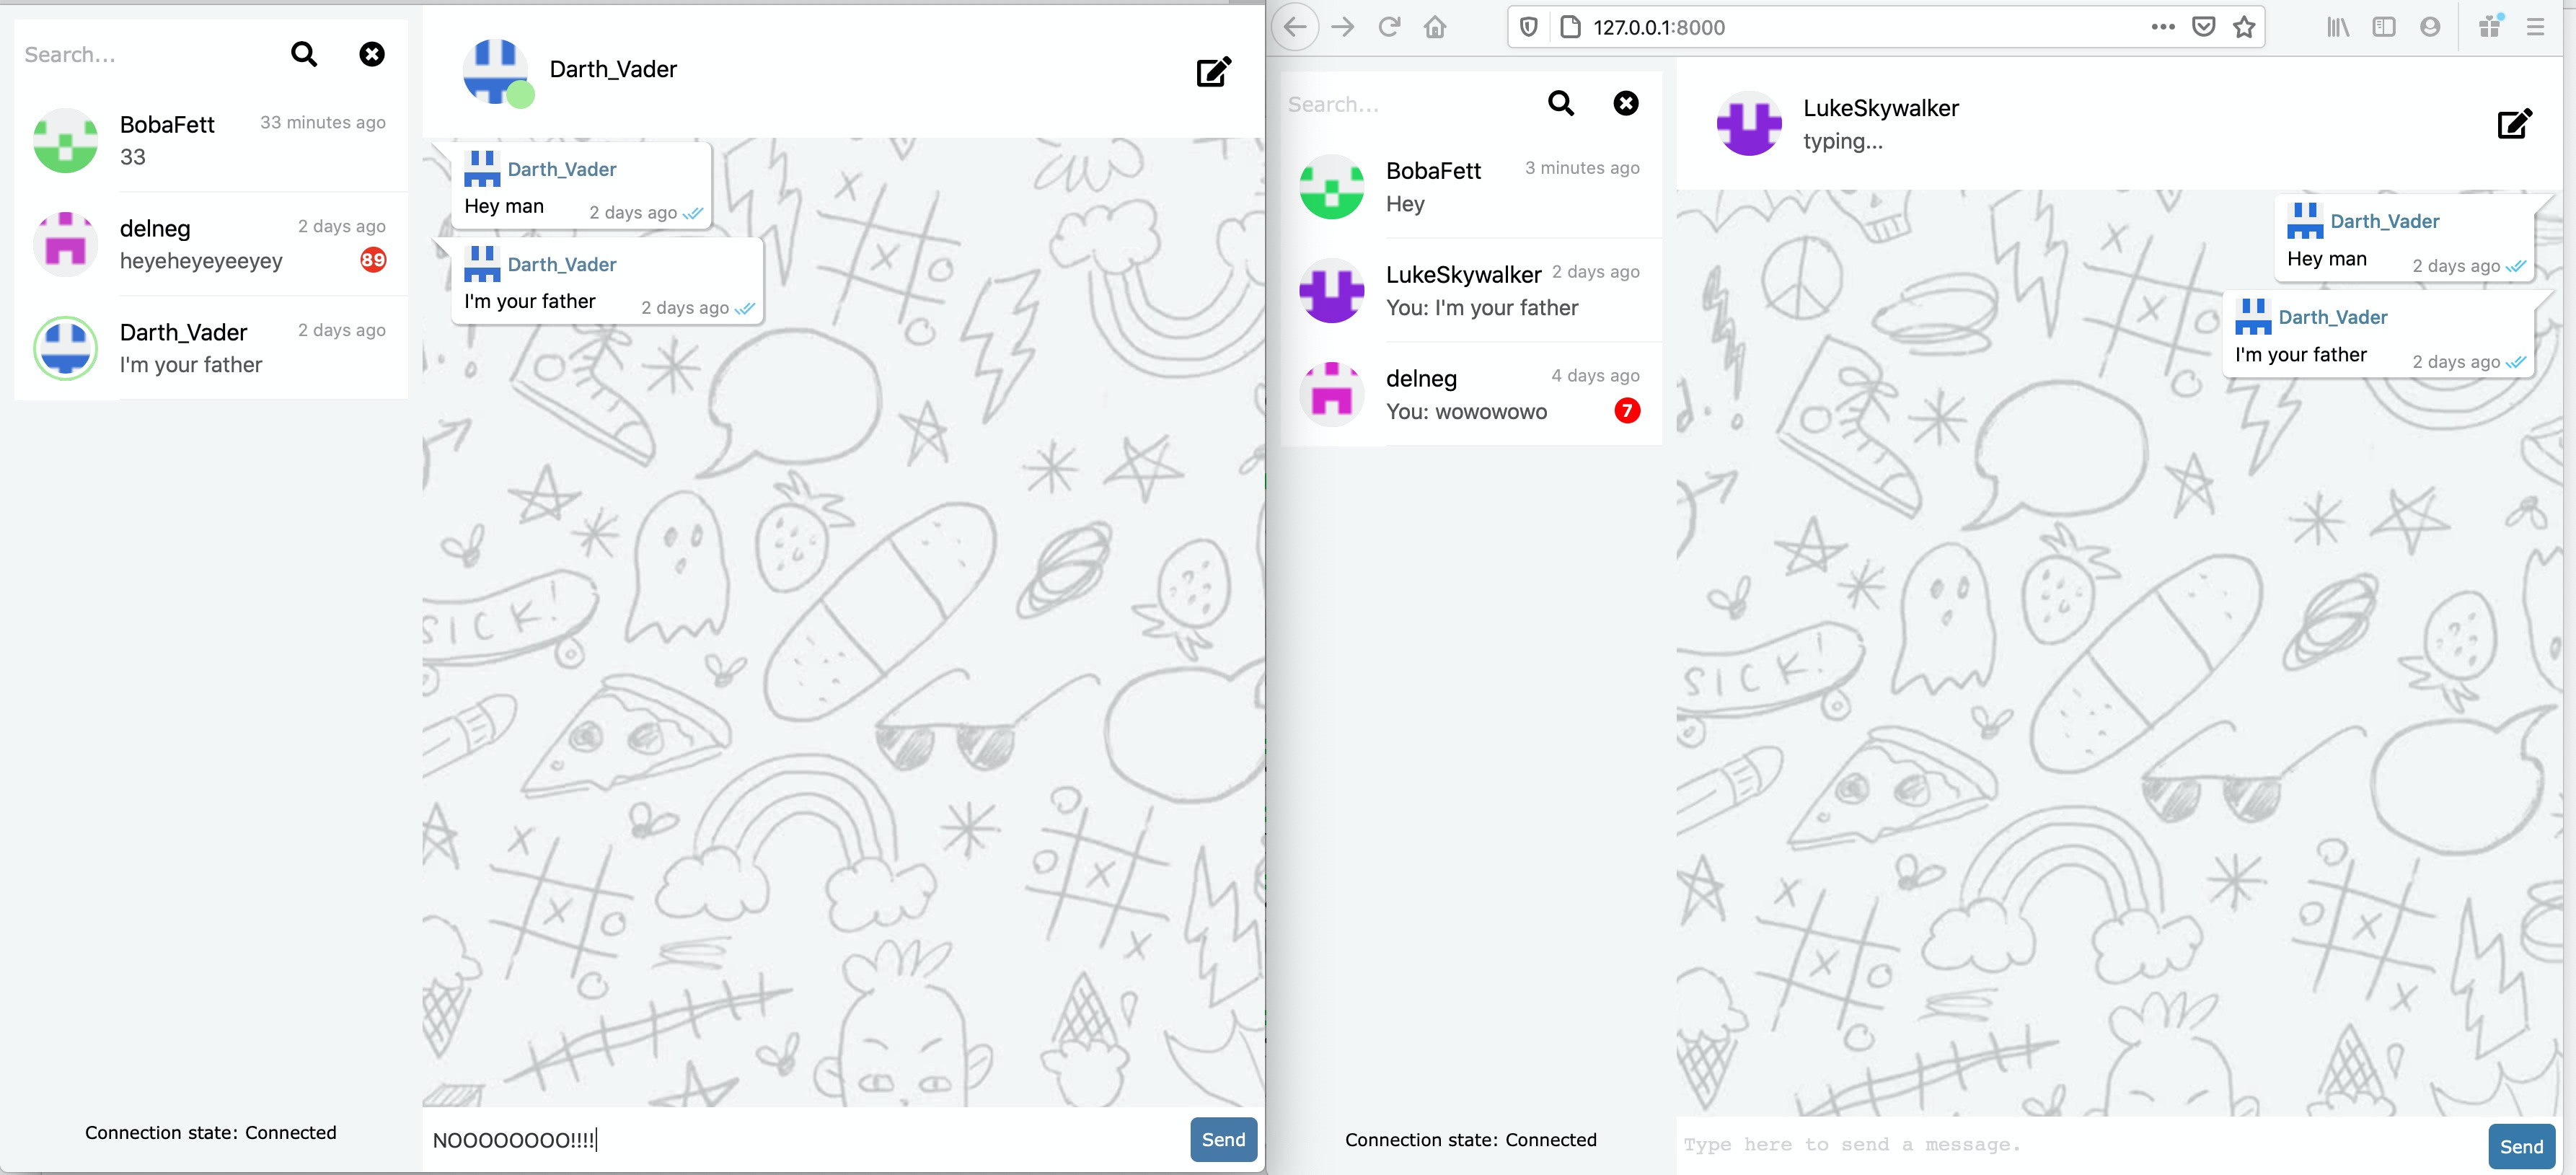 Search...
BobaFett 33 minutes ago
33
delneg 2 days ago
heyeheyeyeeyey 89
Darth_Vader 2 days ago
I'm your father
Connection state: Connected
Darth_Vader
Darth_Vader
Hey man 2 days ago
Darth_Vader
I'm your father 2 days ago
SICK!
NOOOOOOOO!!!!
Send
127.0.0.1:8000
Search...
BobaFett 3 minutes ago
Hey
LukeSkywalker 2 days ago
You: I'm your father
delneg 4 days ago
You: wowowowo 7
Connection state: Connected
LukeSkywalker
typing...
Darth_Vader
Hey man 2 days ago
Darth_Vader
I'm your father 2 days ago
SICK!
Type here to send a message.
Send